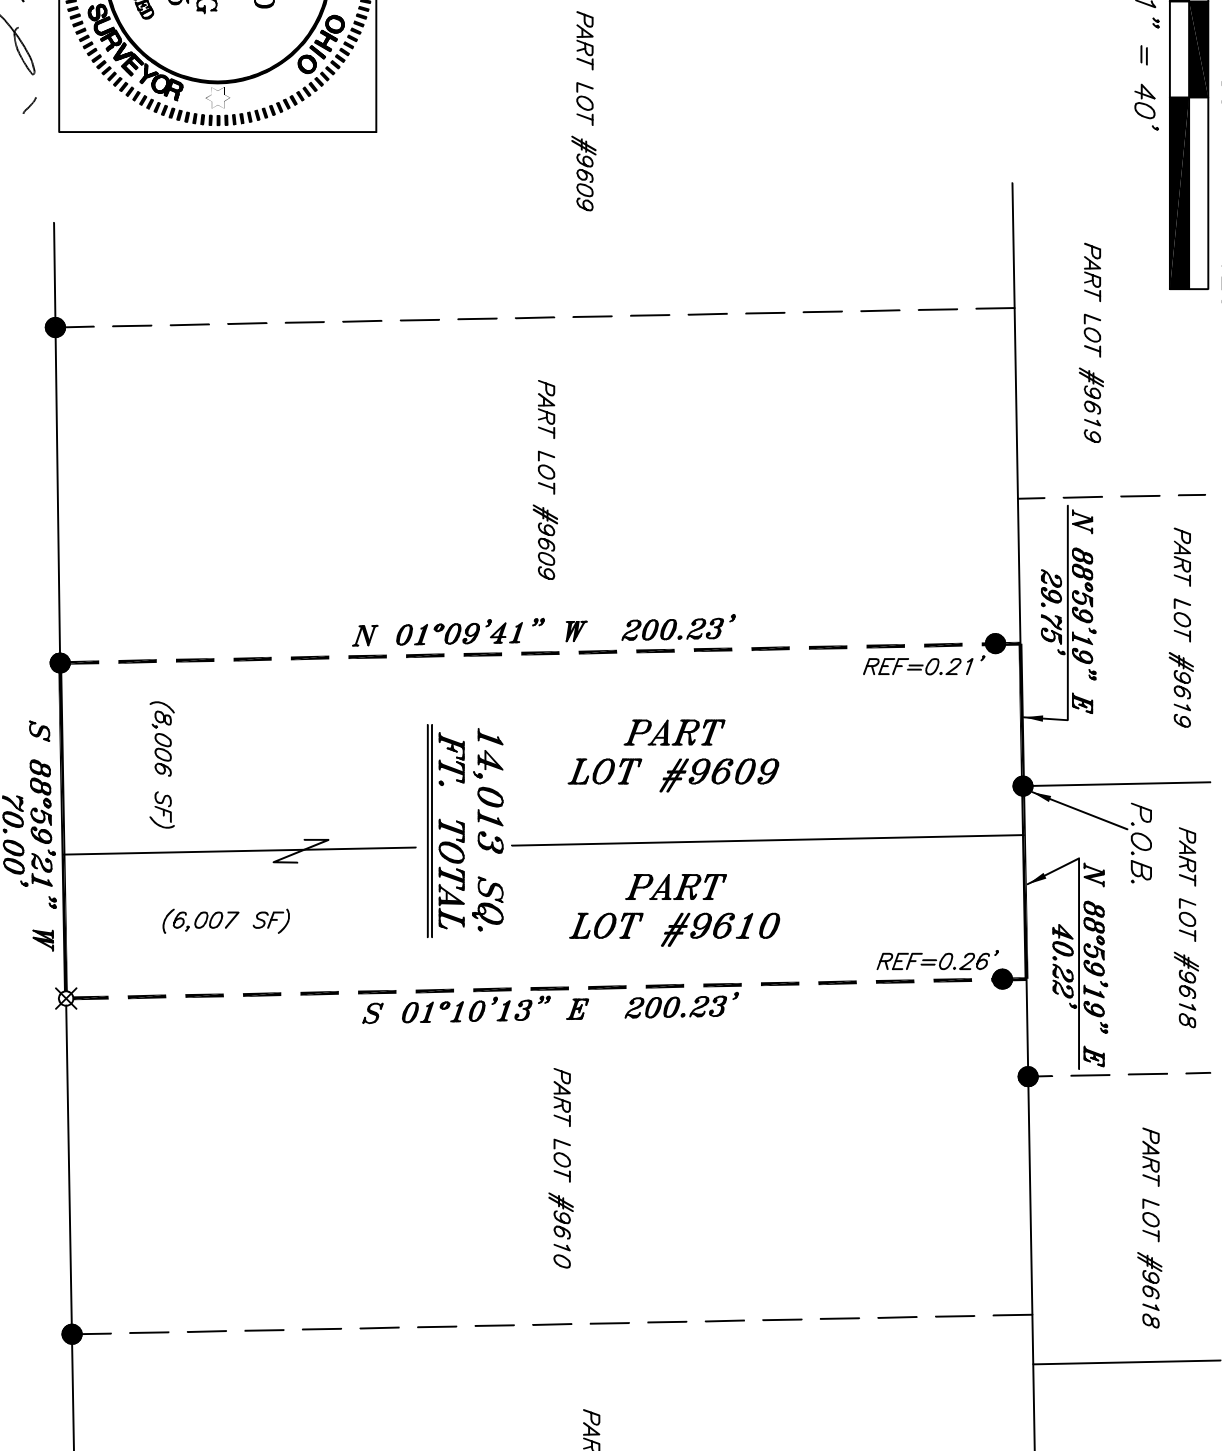 1" = 40'
OHIO
SURVEYOR
PART LOT #9609
PART LOT #9619
PART LOT #9609
PART LOT #9619
N 88°59'19" E
29.75'
N 01°09'41" W 200.23'
REF=0.21'
PART
LOT #9609
14,013 SQ.
FT. TOTAL
(8,006 SF)
S 88°59'21" W
70.00'
P.O.B.
PART LOT #9618
N 88°59'19" E
40.22'
PART
LOT #9610
(6,007 SF)
REF=0.26'
S 01°10'13" E 200.23'
PART LOT #9610
PART LOT #9618